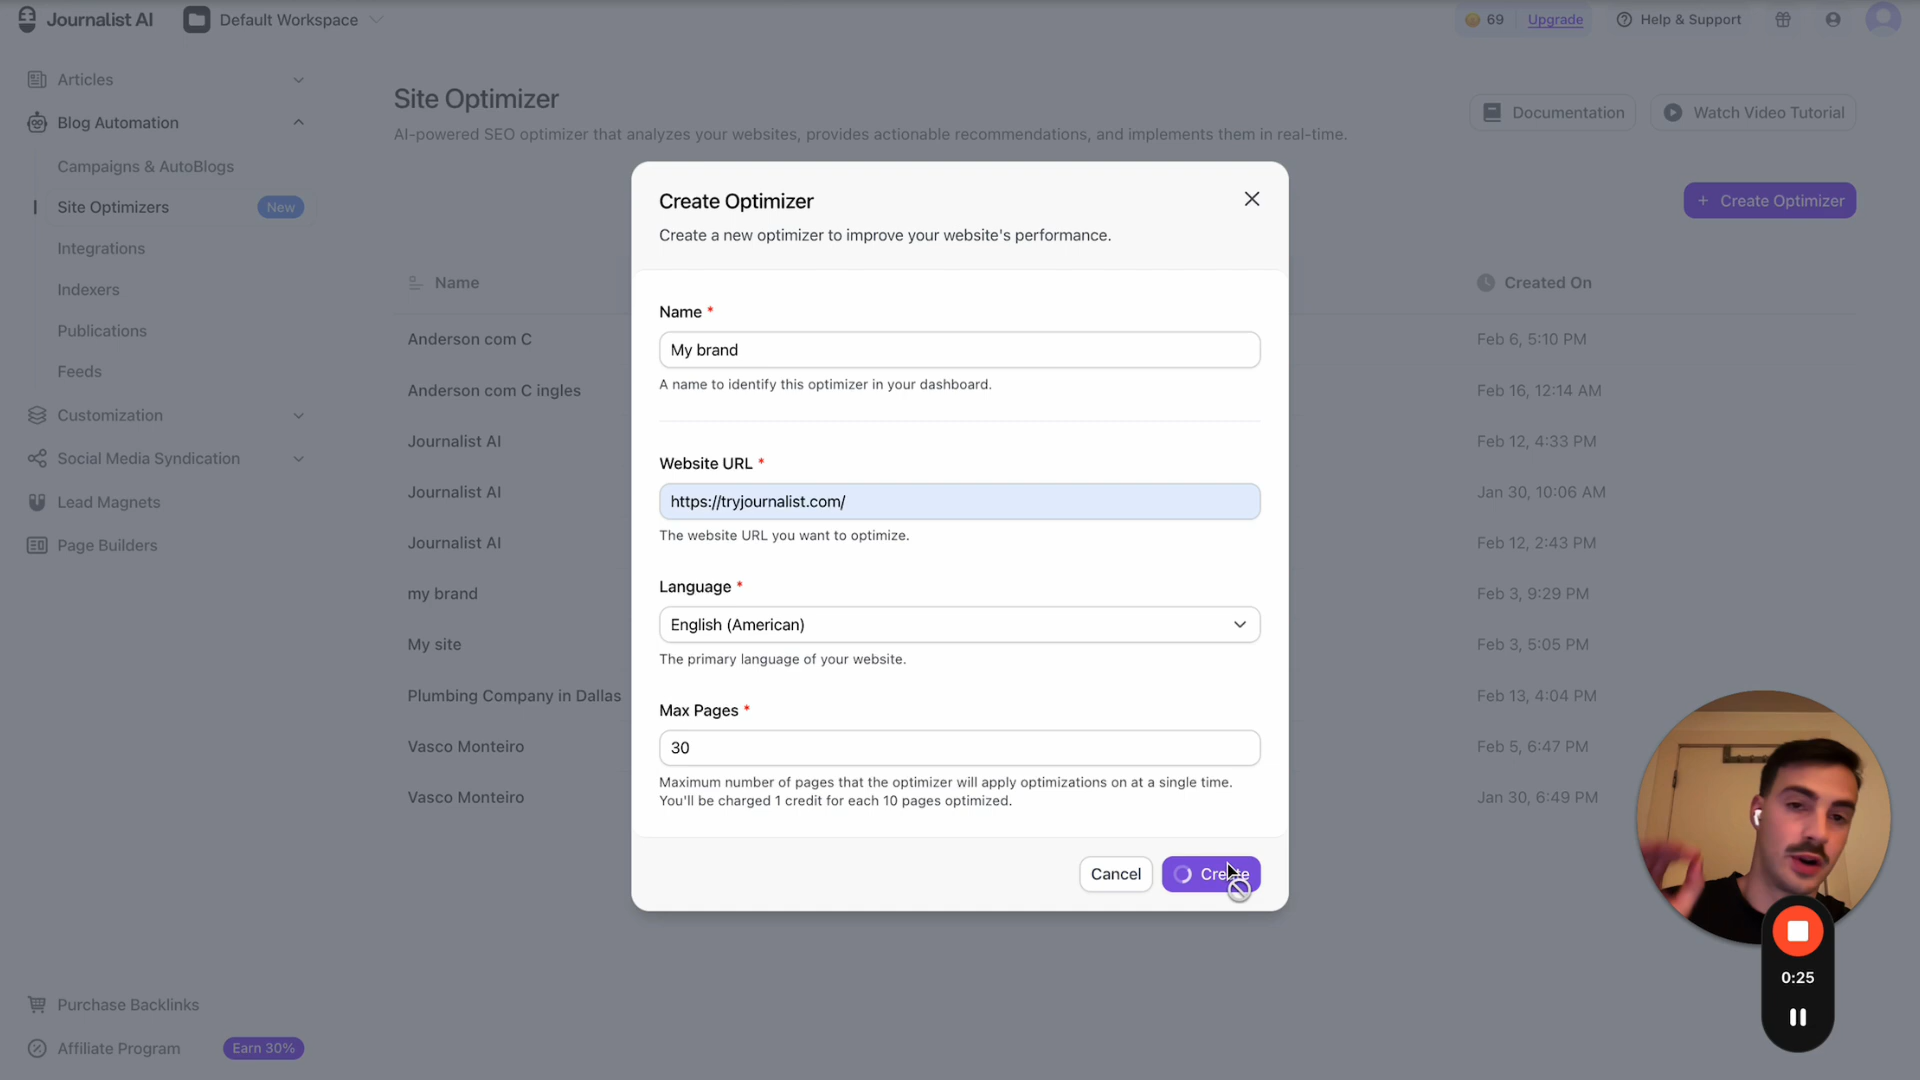 Journalist AI
Default Workspace
69
Upgrade
Help & Support
Articles
Blog Automation
Campaigns & AutoBlogs
Site Optimizers
New
Integrations
Indexers
Publications
Feeds
Customization
Social Media Syndication
Lead Magnets
Page Builders
Purchase Backlinks
Affiliate Program
Earn 30%
Site Optimizer
AI-powered SEO optimizer that analyzes your websites, provides actionable recommendations, and implements them in real-time.
Documentation
Watch Video Tutorial
+ Create Optimizer
Name
Created On
Anderson com C
Feb 6, 5:10 PM
Anderson com C ingles
Feb 16, 12:14 AM
Journalist AI
Feb 12, 4:33 PM
Journalist AI
Jan 30, 10:06 AM
Journalist AI
Feb 12, 2:43 PM
my brand
Feb 3, 9:29 PM
My site
Feb 3, 5:05 PM
Plumbing Company in Dallas
Feb 13, 4:04 PM
Vasco Monteiro
Feb 5, 6:47 PM
Vasco Monteiro
Jan 30, 6:49 PM
Create Optimizer
Create a new optimizer to improve your website's performance.
Name *
My brand
A name to identify this optimizer in your dashboard.
Website URL *
https://tryjournalist.com/
The website URL you want to optimize.
Language *
English (American)
The primary language of your website.
Max Pages *
30
Maximum number of pages that the optimizer will apply optimizations on at a single time.
You'll be charged 1 credit for each 10 pages optimized.
Cancel
Create
0:25